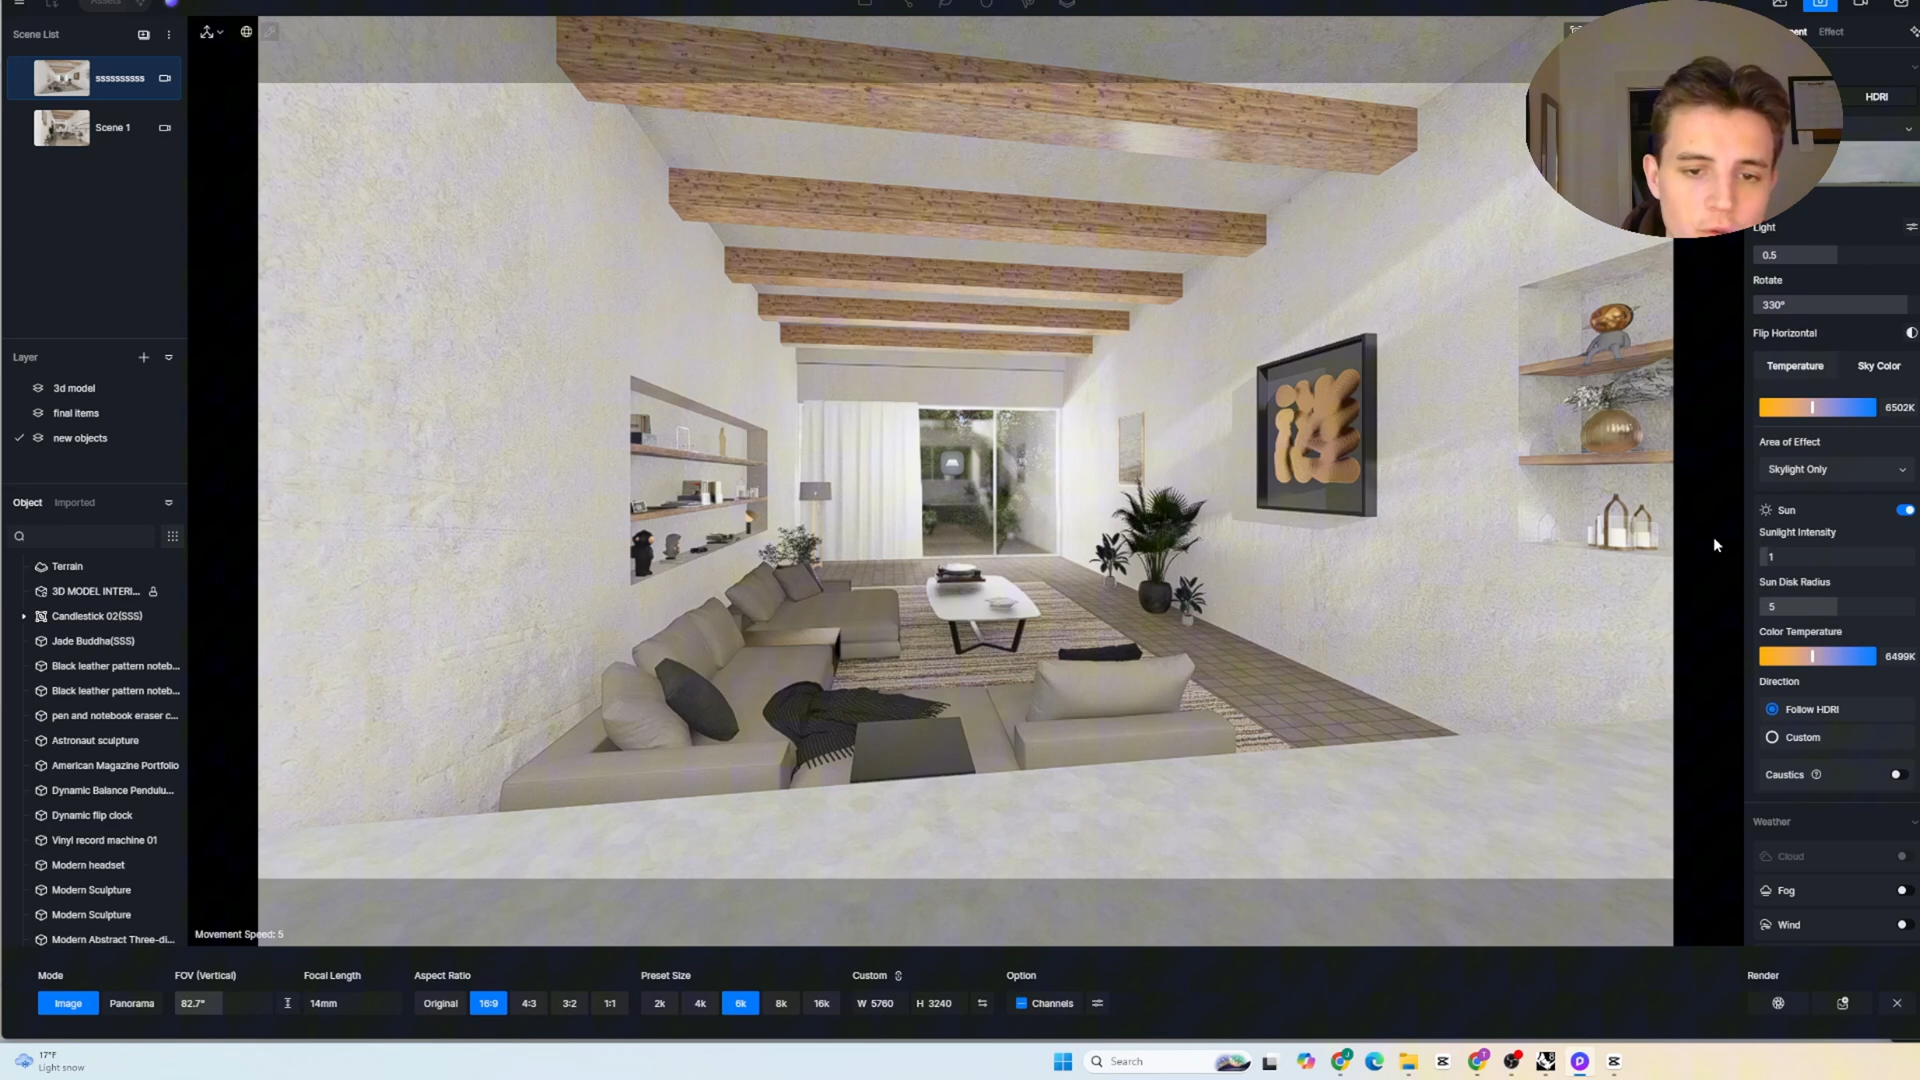 Assets
Scene List
ssssssssss
Scene 1
Layer
3d model
final items
new objects
Object Imported
Terrain
3D MODEL INTERI...
Candlestick 02(SSS)
Jade Buddha(SSS)
Black leather pattern noteb...
Black leather pattern noteb...
pen and notebook eraser c...
Astronaut sculpture
American Magazine Portfolio
Dynamic Balance Pendulu...
Dynamic flip clock
Vinyl record machine 01
Modern headset
Modern Sculpture
Modern Sculpture
Modern Abstract Three-di...
Movement Speed: 5
Effect
HDRI
Light
0.5
Rotate
330°
Flip Horizontal
Temperature Sky Color
6502K
Area of Effect
Skylight Only
Sun
Sunlight Intensity
1
Sun Disk Radius
5
Color Temperature
6499K
Direction
Follow HDRI
Custom
Caustics
Weather
Cloud
Fog
Wind
Mode FOV (Vertical) Focal Length Aspect Ratio Preset Size Custom Option Render
Image Panorama 82.7° 14mm Original 16:9 4:3 3:2 1:1 2k 4k 6k 8k 16k W 5760 H 3240 Channels
17°F
Light snow
Search